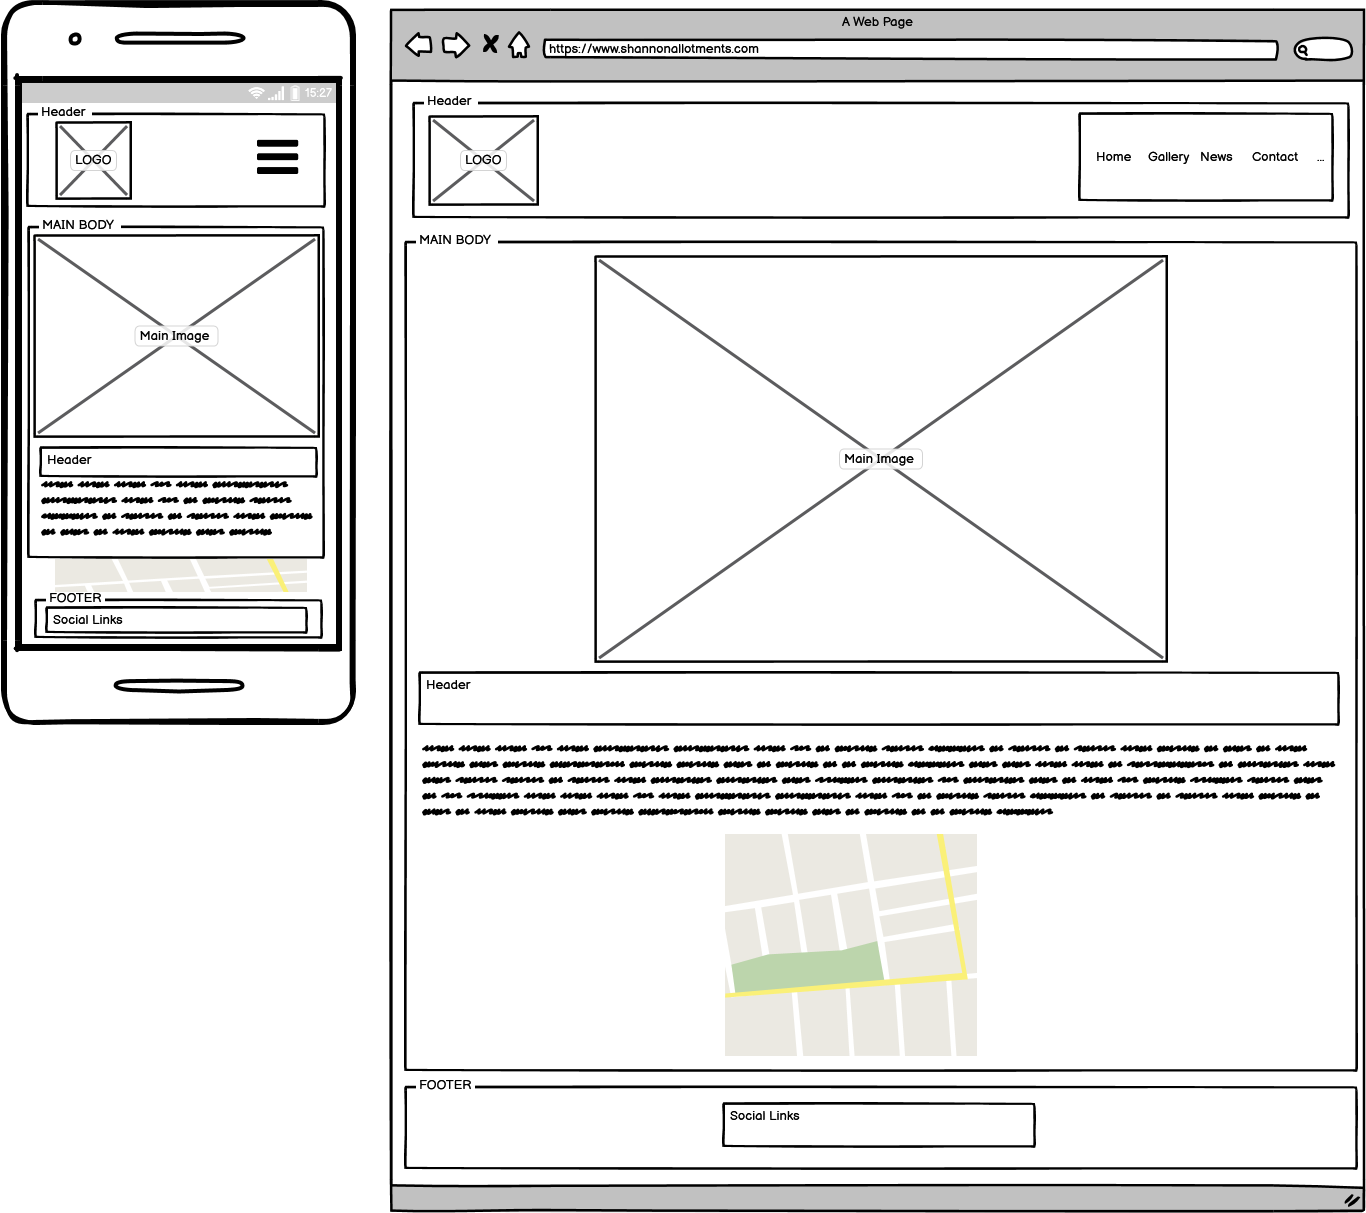 15:27
Header
LOGO
MAIN BODY
Main Image
Header
FOOTER
Social Links
A Web Page
https://www.shannonallotments.com
Header
LOGO
Home Gallery News Contact ...
MAIN BODY
Main Image
Header
FOOTER
Social Links